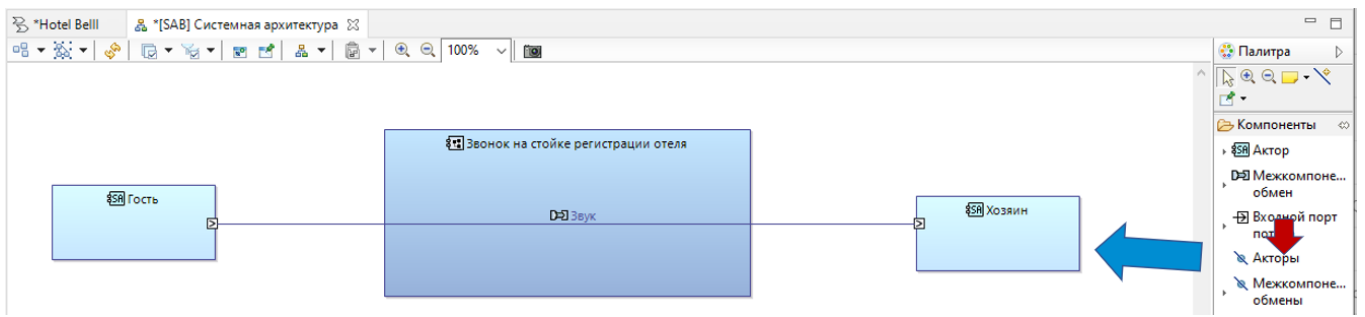 *Hotel Belll
*[SAB] Системная архитектура
100%
Палитра
Компоненты
Актор
Межкомпоне...
обмен
Входной порт
Акторы
Межкомпоне...
обмены
Звонок на стойке регистрации отеля
Гость
Звук
Хозяин